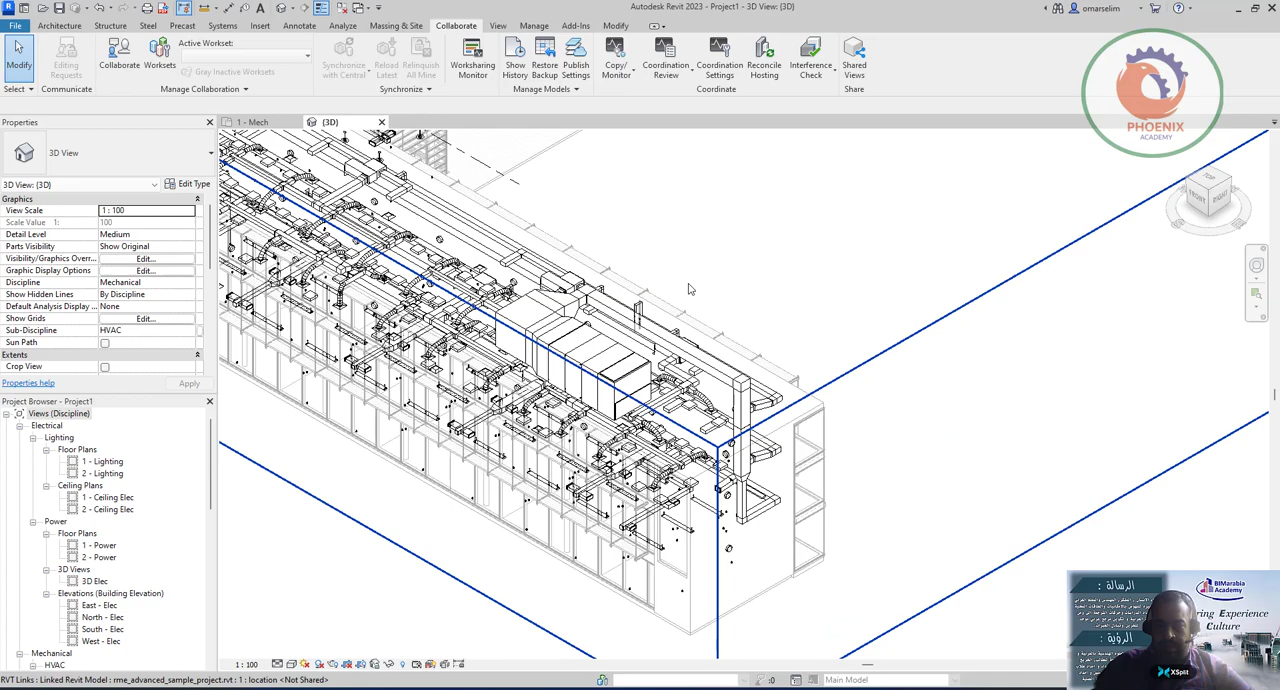 Autodesk Revit 2023 - Project1 - 3D View: {3D}
omarselim
File
Architecture
Structure
Steel
Precast
Systems
Insert
Annotate
Analyze
Massing & Site
Collaborate
View
Manage
Add-Ins
Modify
Modify
Select
Editing Requests
Communicate
Collaborate
Worksets
Active Workset:
Gray Inactive Worksets
Manage Collaboration
Synchronize with Central
Reload Latest
Relinquish All Mine
Synchronize
Worksharing Monitor
Show History
Restore Backup
Publish Settings
Manage Models
Copy/ Monitor
Coordination Review
Coordination Settings
Reconcile Hosting
Interference Check
Coordinate
Shared Views
Share
PHOENIX
ACADEMY
Properties
1 - Mech
{3D}
3D View
3D View: {3D}
Edit Type
Graphics
View Scale
1 : 100
Scale Value 1:
100
Detail Level
Medium
Parts Visibility
Show Original
Visibility/Graphics Over...
Edit...
Graphic Display Options
Edit...
Discipline
Mechanical
Show Hidden Lines
By Discipline
Default Analysis Display ...
None
Show Grids
Edit...
Sub-Discipline
HVAC
Sun Path
Extents
Crop View
Properties help
Apply
TOP
FRONT
RIGHT
Project Browser - Project1
Views (Discipline)
Electrical
Lighting
Floor Plans
1 - Lighting
2 - Lighting
Ceiling Plans
1 - Ceiling Elec
2 - Ceiling Elec
Power
Floor Plans
1 - Power
2 - Power
3D Views
3D Elec
Elevations (Building Elevation)
East - Elec
North - Elec
South - Elec
West - Elec
Mechanical
HVAC
1 : 100
RVT Links : Linked Revit Model : rme_advanced_sample_project.rvt : 1 : location <Not Shared>
:0
Main Model
الرسالة :
BIMarabia
Academy
Experience
Culture
الرؤية :
XSplit